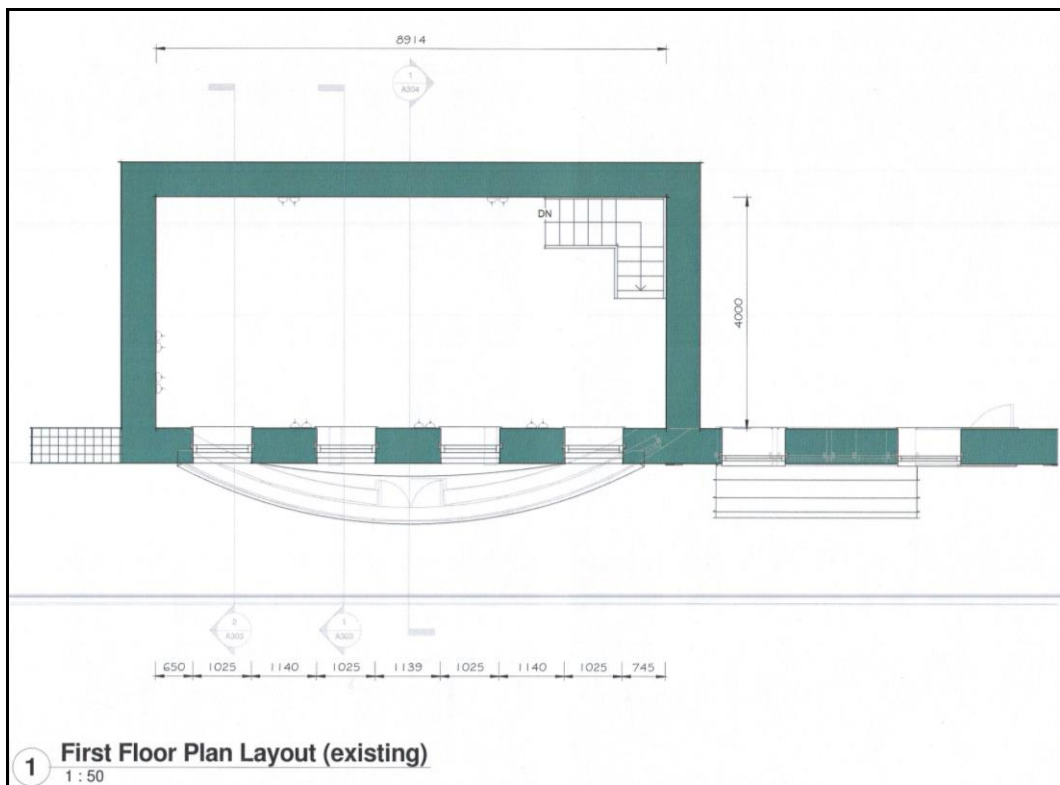 8914
1
A304
DN
4000
2
A303
1
A303
650 1025 1140 1025 1139 1025 1140 1025 745
1 First Floor Plan Layout (existing)
1 : 50